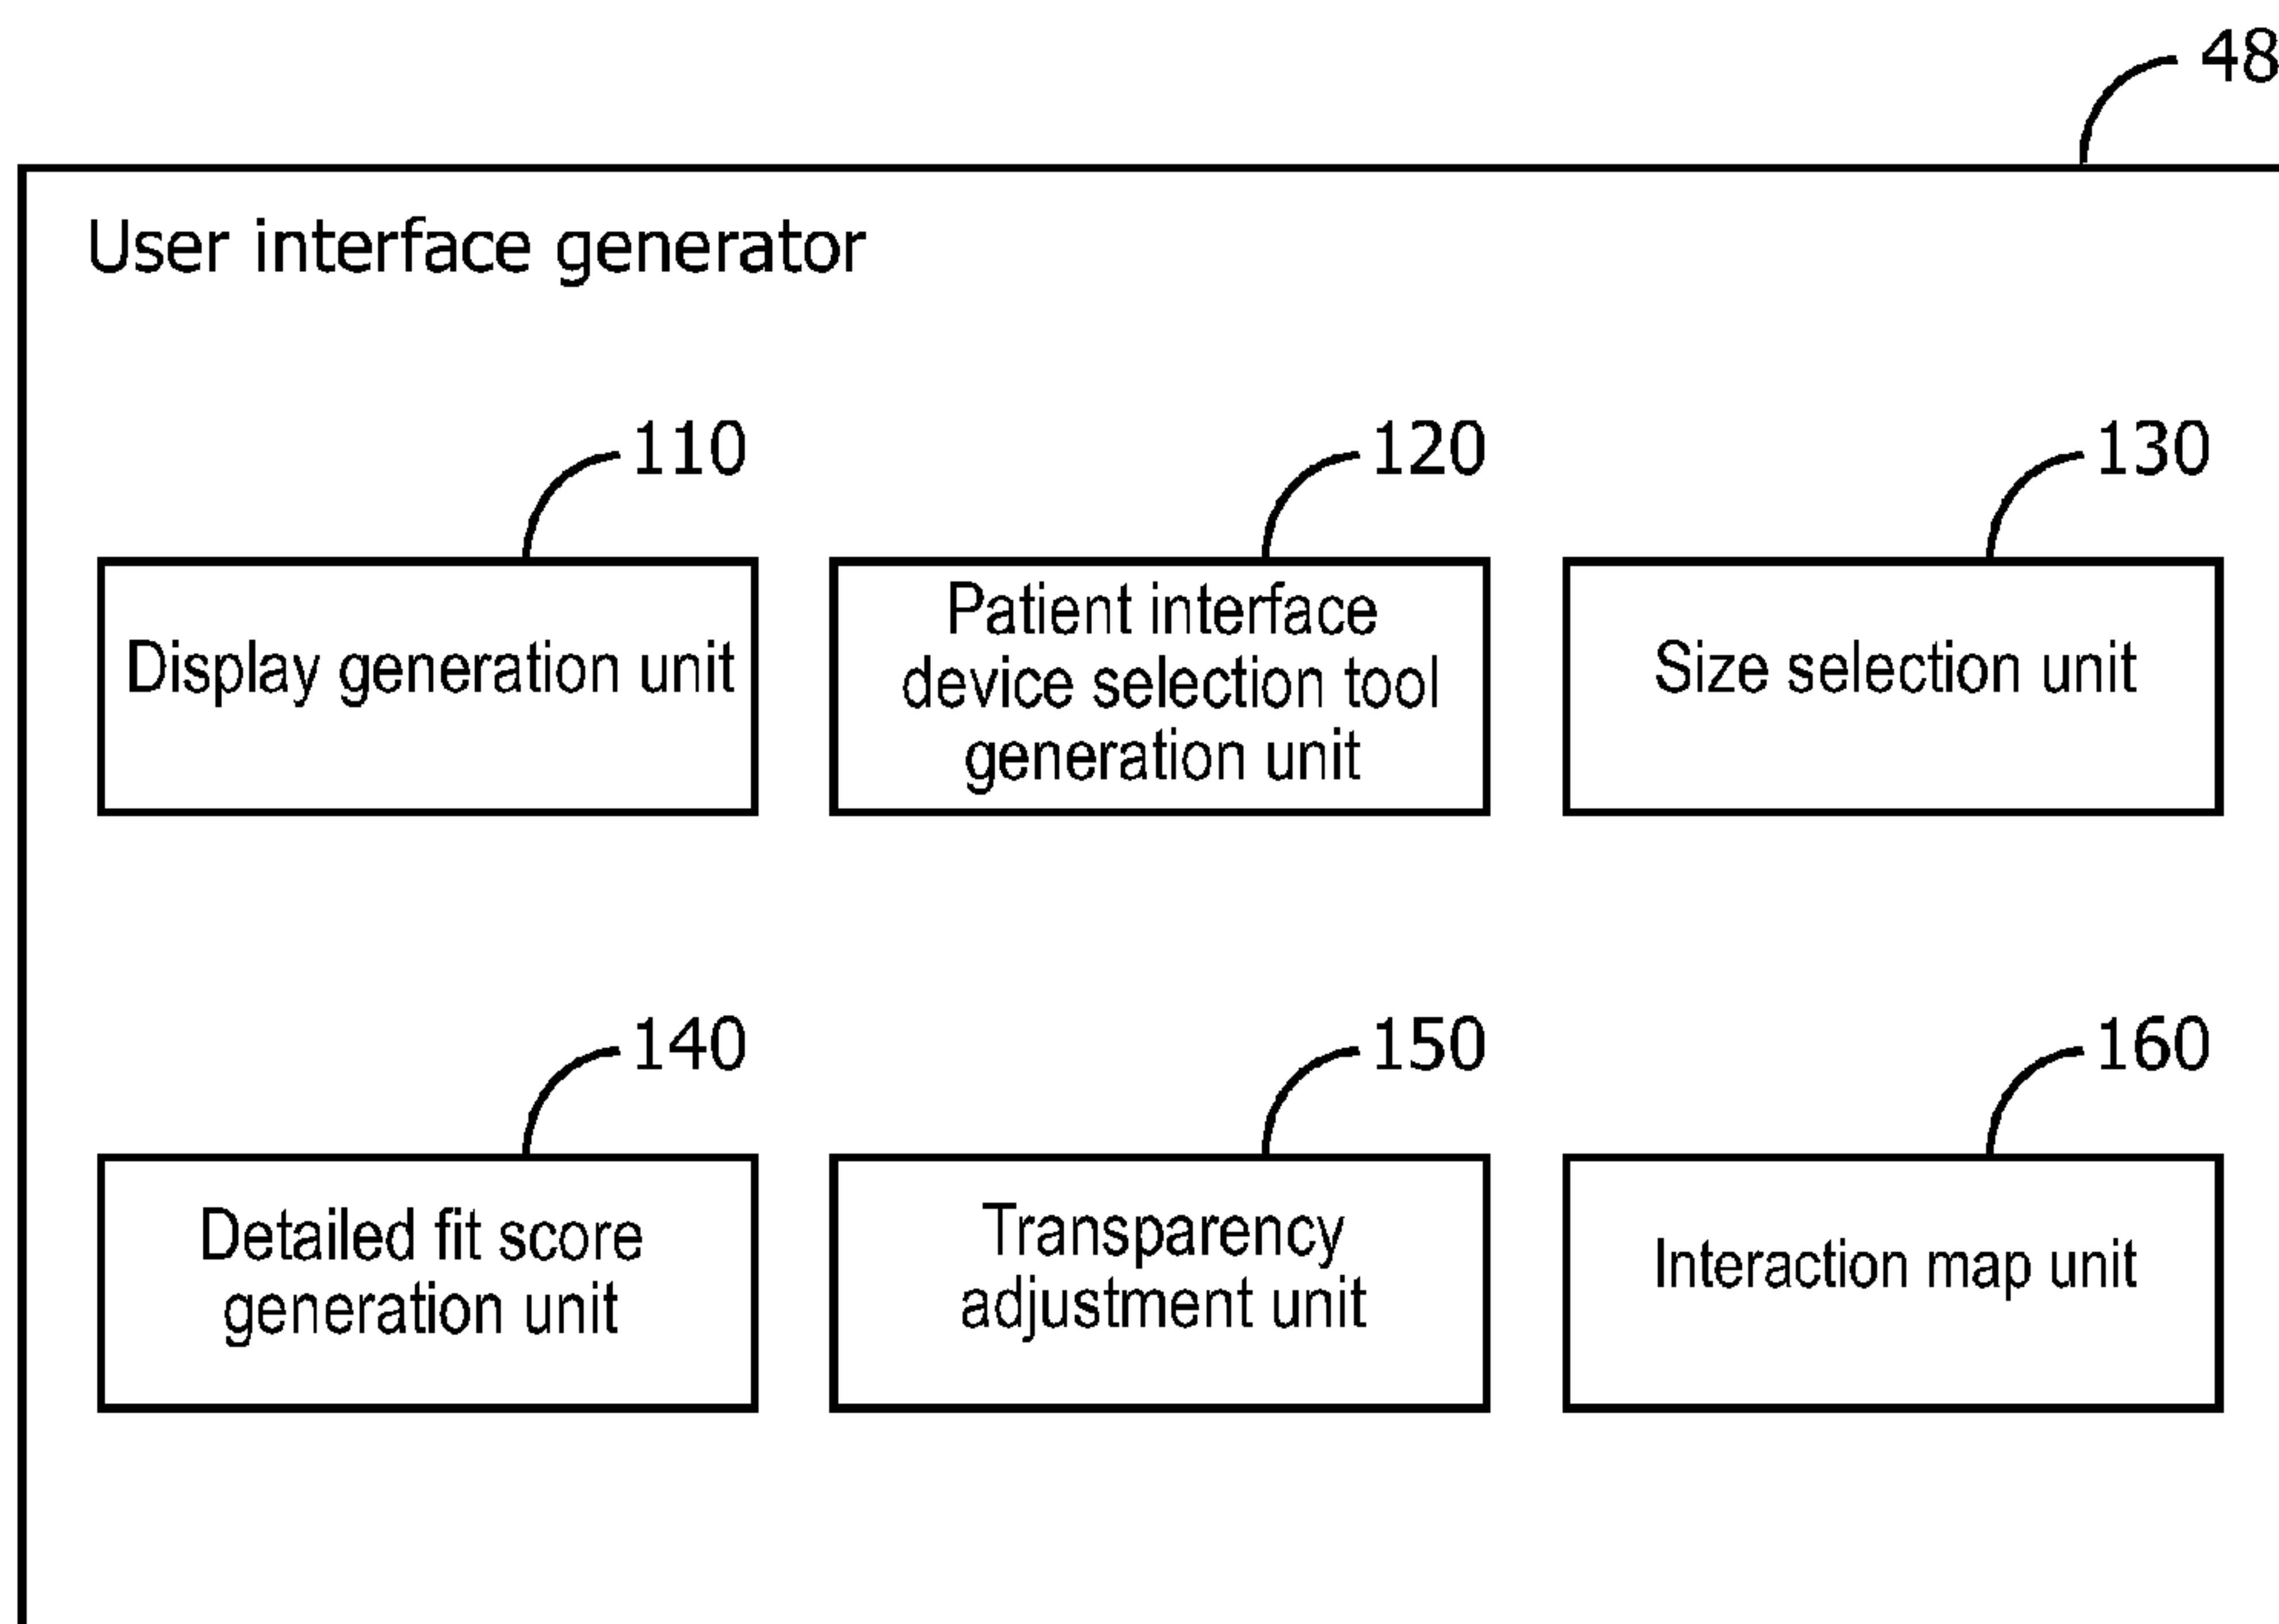 48
User interface generator
110
120
130
Display generation unit
Patient interface
device selection tool
generation unit
Size selection unit
140
150
160
Detailed fit score
generation unit
Transparency
adjustment unit
Interaction map unit